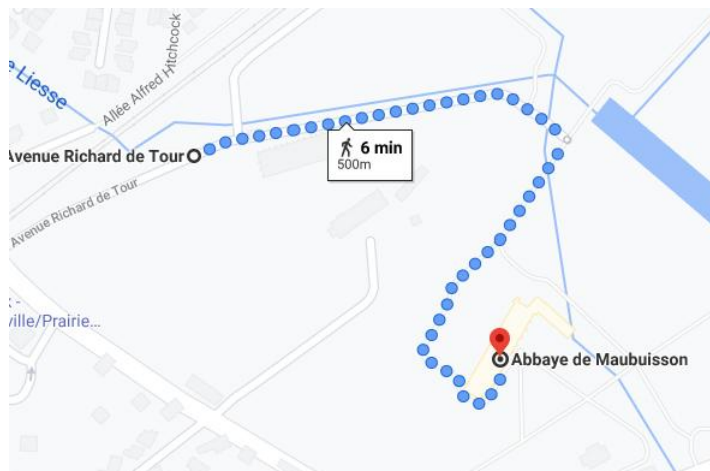 Liesse
Allée Alfred Hitchcock
Avenue Richard de Tour
6 min
500m
Avenue Richard de Tour
ville/Prairie...
Abbaye de Maubuisson